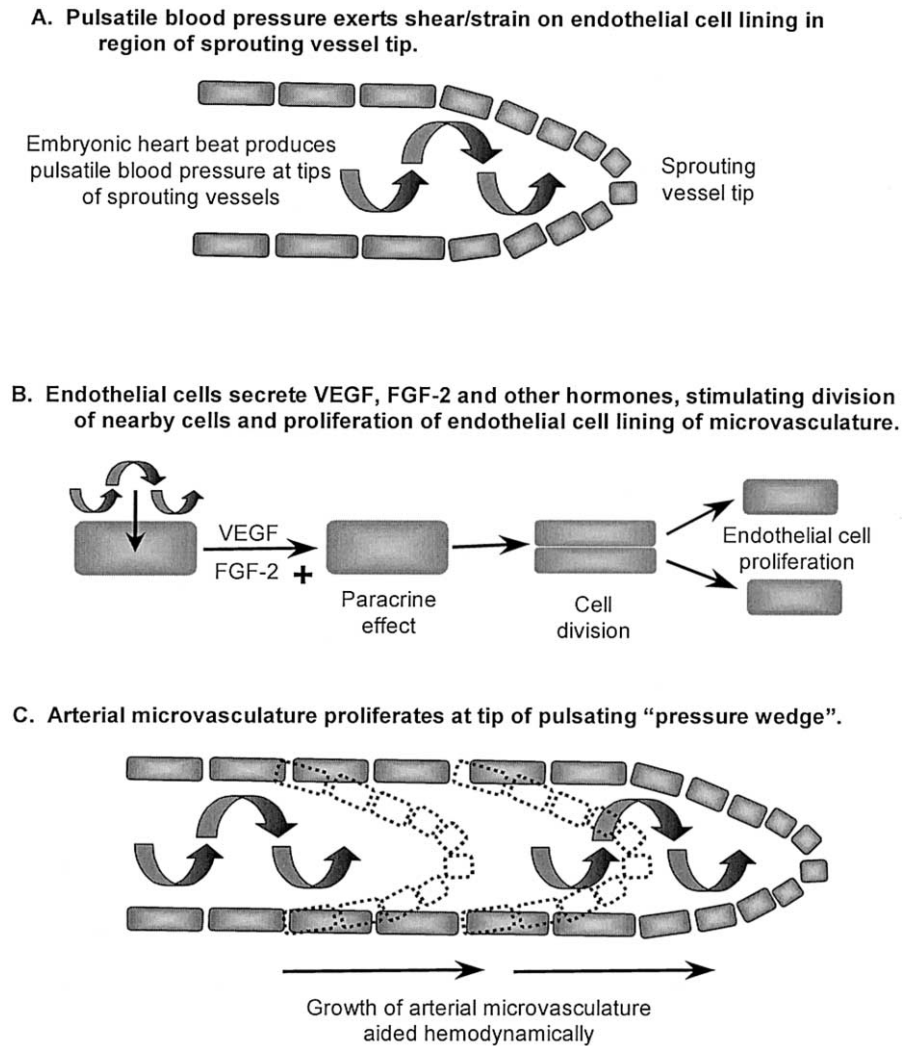 A. Pulsatile blood pressure exerts shear/strain on endothelial cell lining in
region of sprouting vessel tip.
Embryonic heart beat produces
pulsatile blood pressure at tips
of sprouting vessels
Sprouting
vessel tip
B. Endothelial cells secrete VEGF, FGF-2 and other hormones, stimulating division
of nearby cells and proliferation of endothelial cell lining of microvasculature.
VEGF
FGF-2 +
Paracrine
effect
Cell
division
Endothelial cell
proliferation
C. Arterial microvasculature proliferates at tip of pulsating “pressure wedge”.
Growth of arterial microvasculature
aided hemodynamically